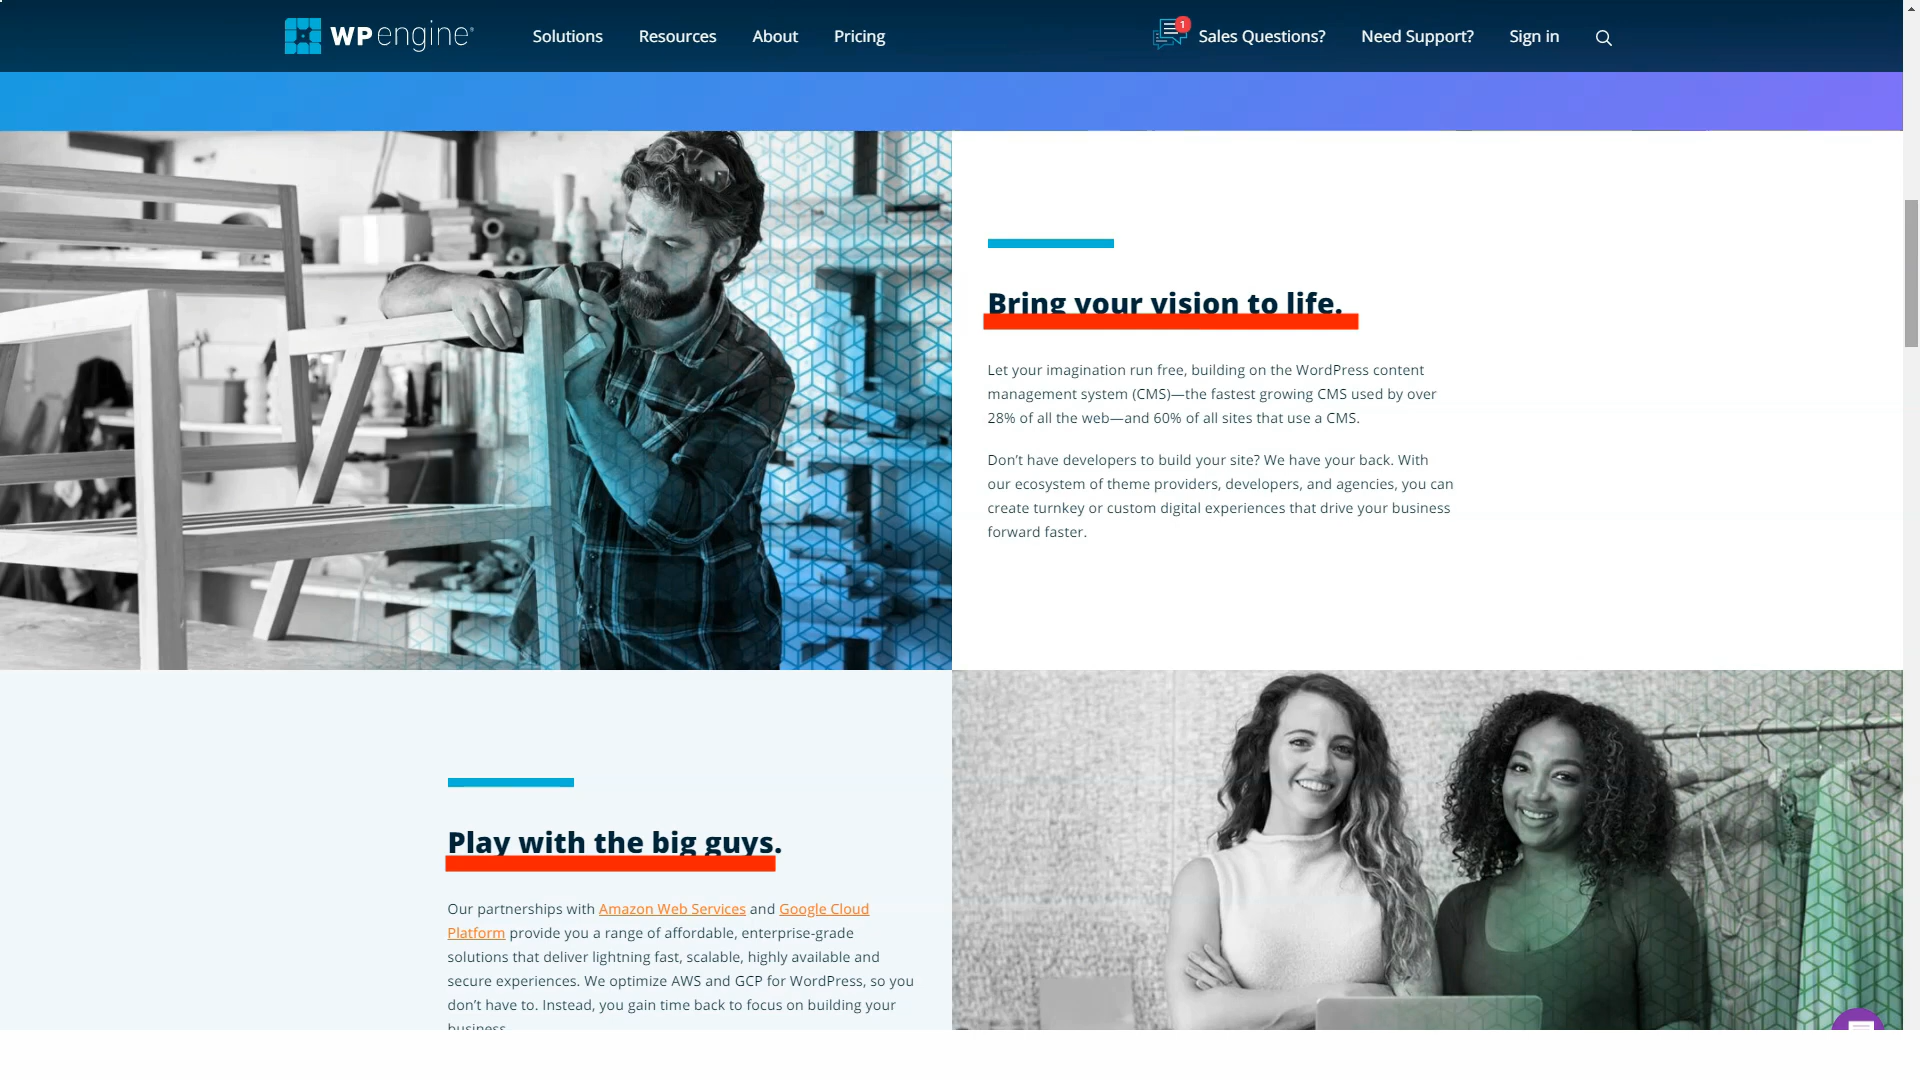 WP engine®
Solutions
Resources
About
Pricing
1
Sales Questions?
Need Support?
Sign in
Bring your vision to life.
Let your imagination run free, building on the WordPress content
management system (CMS)—the fastest growing CMS used by over
28% of all the web—and 60% of all sites that use a CMS.
Don’t have developers to build your site? We have your back. With
our ecosystem of theme providers, developers, and agencies, you can
create turnkey or custom digital experiences that drive your business
forward faster.
Play with the big guys.
Our partnerships with Amazon Web Services and Google Cloud
Platform provide you a range of affordable, enterprise-grade
solutions that deliver lightning fast, scalable, highly available and
secure experiences. We optimize AWS and GCP for WordPress, so you
don’t have to. Instead, you gain time back to focus on building your
business.